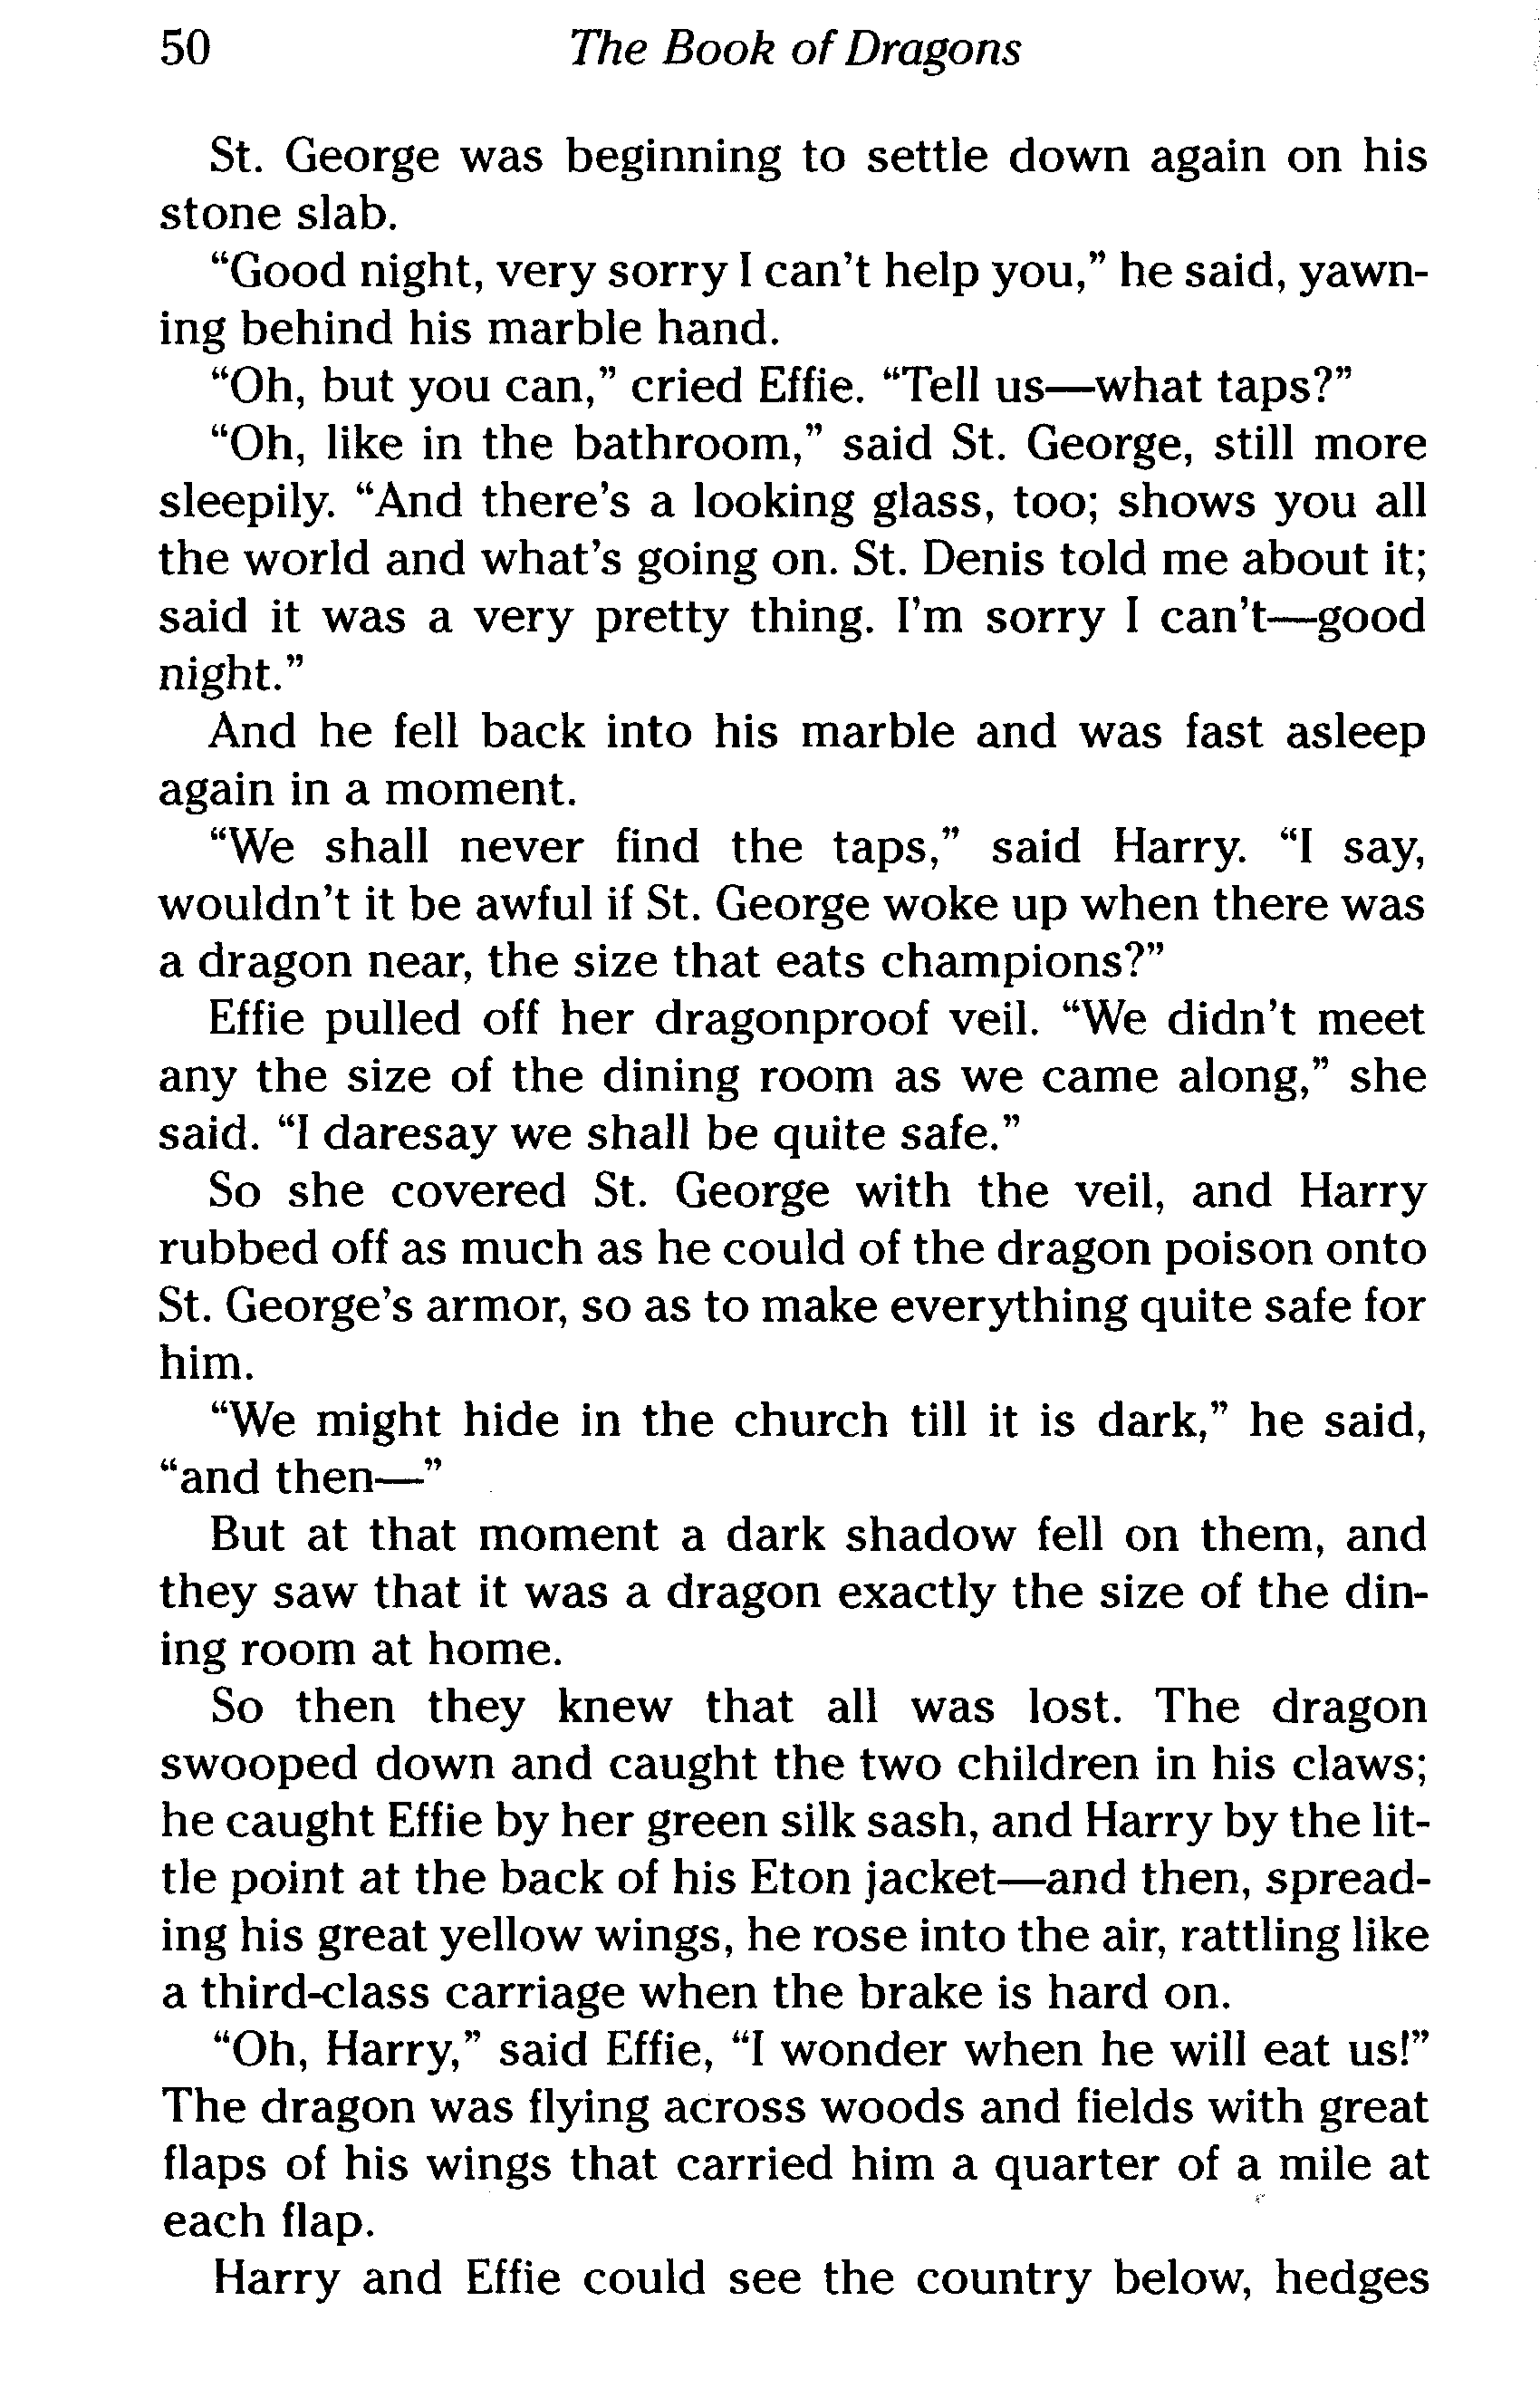 50 The Book of Dragons
St. George was beginning to settle down again on his
stone slab.
“Good night, very sorry I can’t help you,” he said, yawn-
ing behind his marble hand.
“Oh, but you can,” cried Effie. “Tell us—what taps?”
“Oh, like in the bathroom,” said St. George, still more
sleepily. “And there’s a looking glass, too; shows you all
the world and what’s going on. St. Denis told me about it;
said it was a very pretty thing. I’m sorry I can’t—good
night.”
And he fell back into his marble and was fast asleep
again in a moment.
“We shall never find the taps,” said Harry. “I say,
wouldn’t it be awful if St. George woke up when there was
a dragon near, the size that eats champions?”
Effie pulled off her dragonproof veil. “We didn’t meet
any the size of the dining room as we came along,” she
said. “I daresay we shall be quite safe.”
So she covered St. George with the veil, and Harry
rubbed off as much as he could of the dragon poison onto
St. George’s armor, so as to make everything quite safe for
him.
“We might hide in the church till it is dark,” he said,
“and then—”
But at that moment a dark shadow fell on them, and
they saw that it was a dragon exactly the size of the din-
ing room at home.
So then they knew that all was lost. The dragon
swooped down and caught the two children in his claws;
he caught Effie by her green silk sash, and Harry by the lit-
tle point at the back of his Eton jacket—and then, spread-
ing his great yellow wings, he rose into the air, rattling like
a third-class carriage when the brake is hard on.
“Oh, Harry,” said Effie, “I wonder when he will eat us!”
The dragon was flying across woods and fields with great
flaps of his wings that carried him a quarter of a mile at
each flap.
Harry and Effie could see the country below, hedges